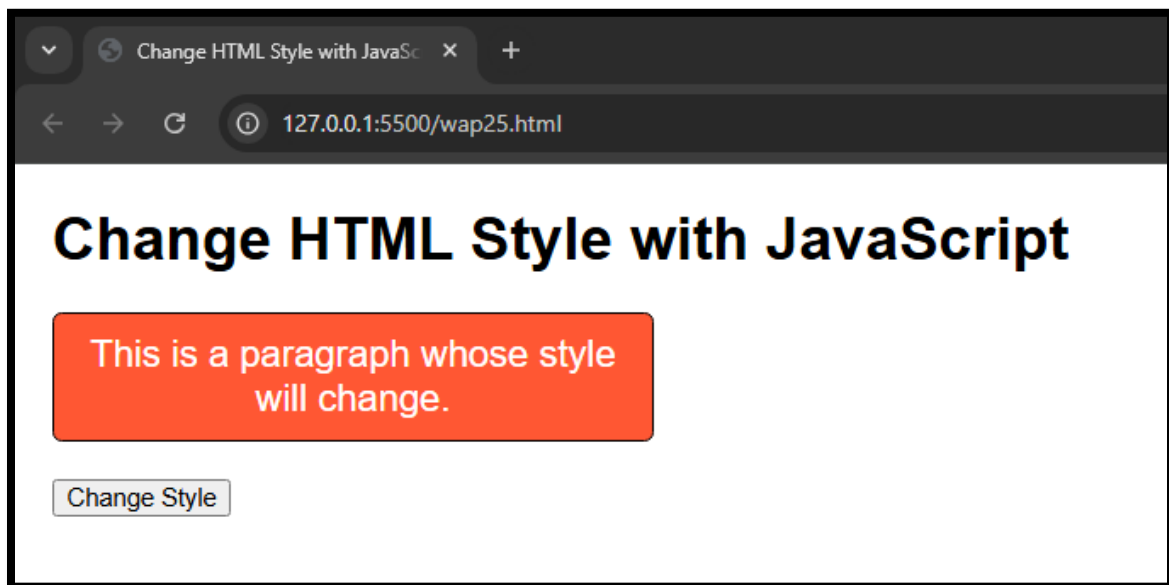 Change HTML Style with JavaSc
127.0.0.1:5500/wap25.html
Change HTML Style with JavaScript
This is a paragraph whose style
will change.
Change Style